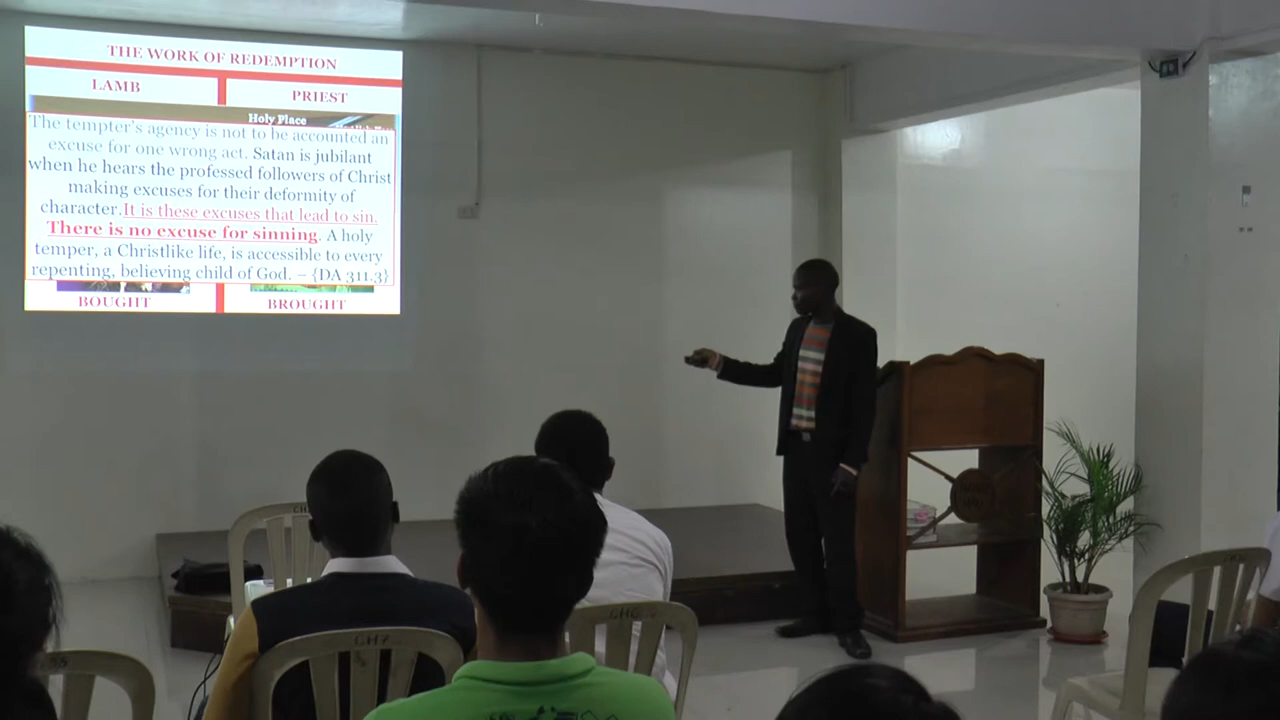 THE WORK OF REDEMPTION
LAMB
PRIEST
Holy Place
The tempter's agency is not to be accounted an
excuse for one wrong act. Satan is jubilant
when he hears the professed followers of Christ
making excuses for their deformity of
character.It is these excuses that lead to sin.
There is no excuse for sinning. A holy
temper, a Christlike life, is accessible to every
repenting, believing child of God. – {DA 311.3}
BOUGHT
BROUGHT